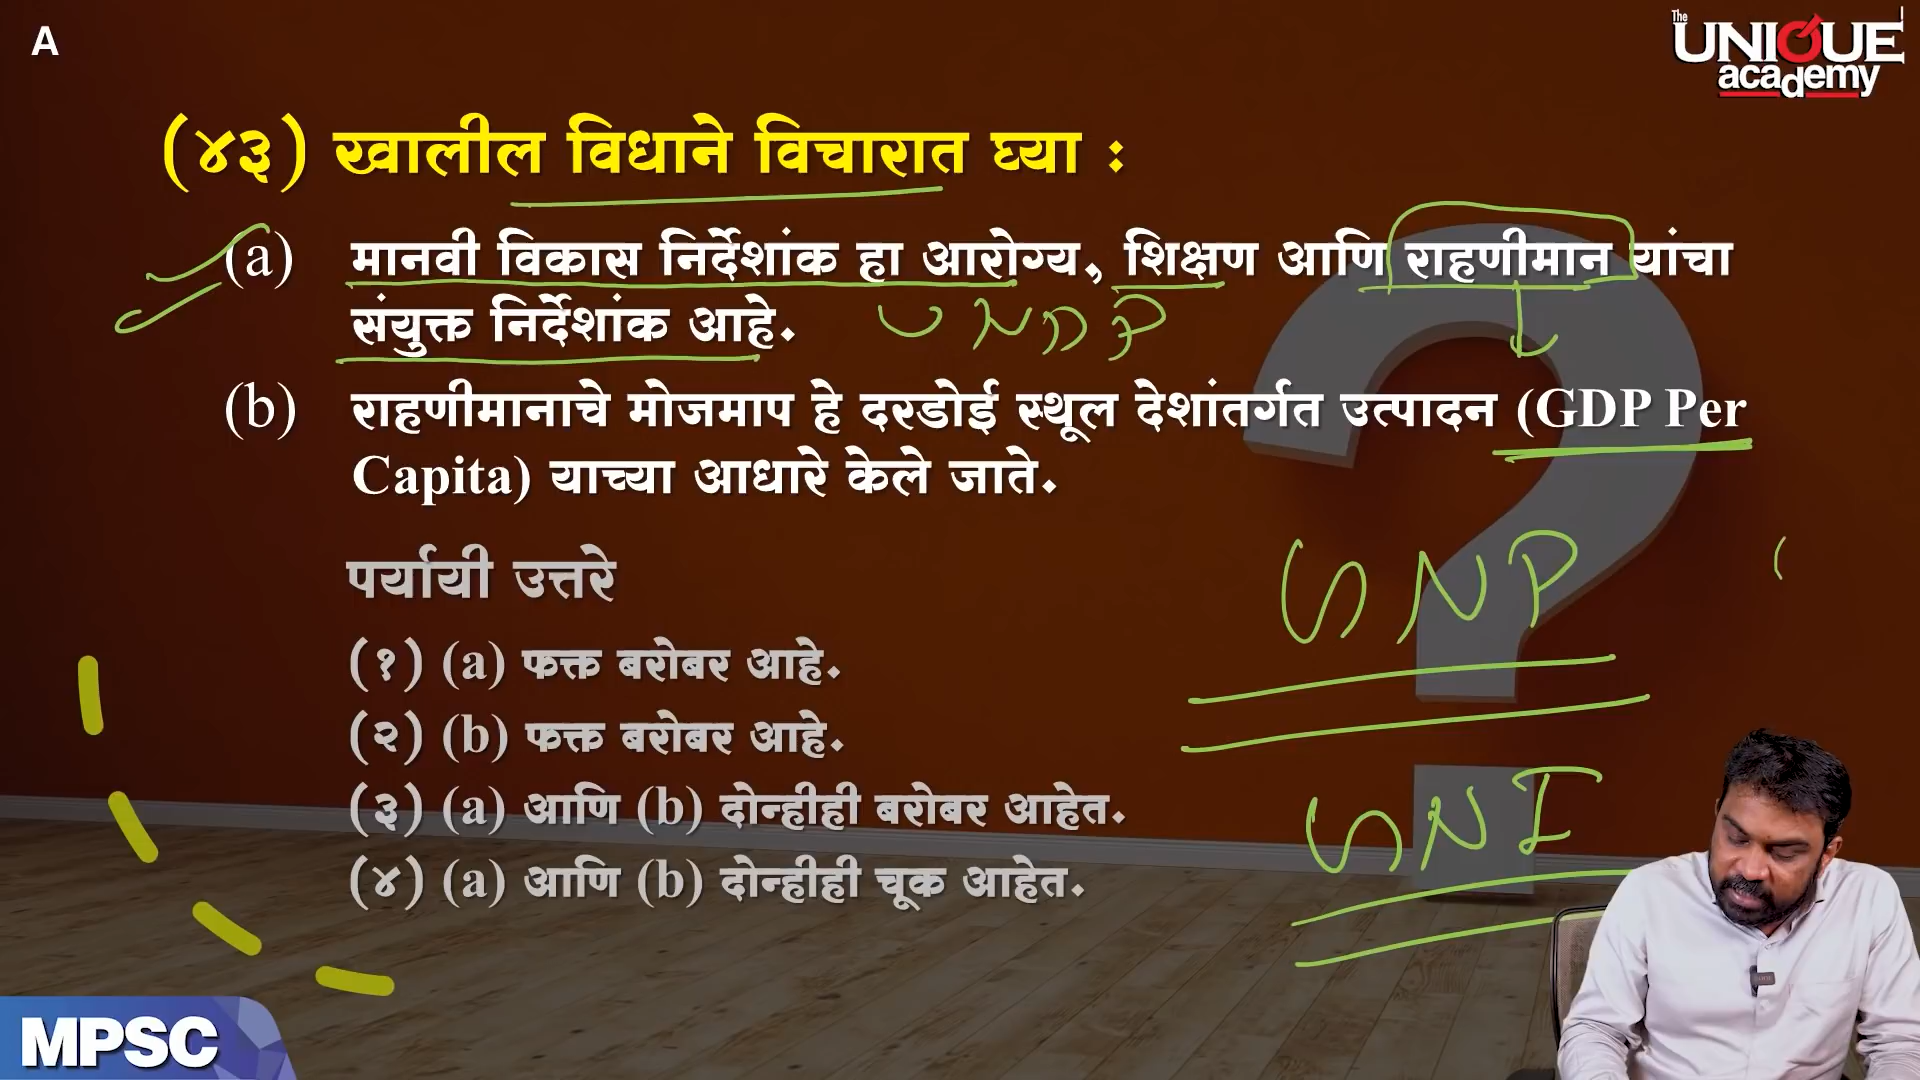 A
The
UNIQUE
academy
(४३) खालील विधाने विचारात घ्या :
(a) मानवी विकास निर्देशांक हा आरोग्य, शिक्षण आणि राहणीमान यांचा
संयुक्त निर्देशांक आहे.
UNDP
(b) राहणीमानाचे मोजमाप हे दरडोई स्थूल देशांतर्गत उत्पादन (GDP Per
Capita) याच्या आधारे केले जाते.
GNP
पर्यायी उत्तरे
(१) (a) फक्त बरोबर आहे.
(२) (b) फक्त बरोबर आहे.
(३) (a) आणि (b) दोन्हीही बरोबर आहेत.
GNI
(४) (a) आणि (b) दोन्हीही चूक आहेत.
MPSC